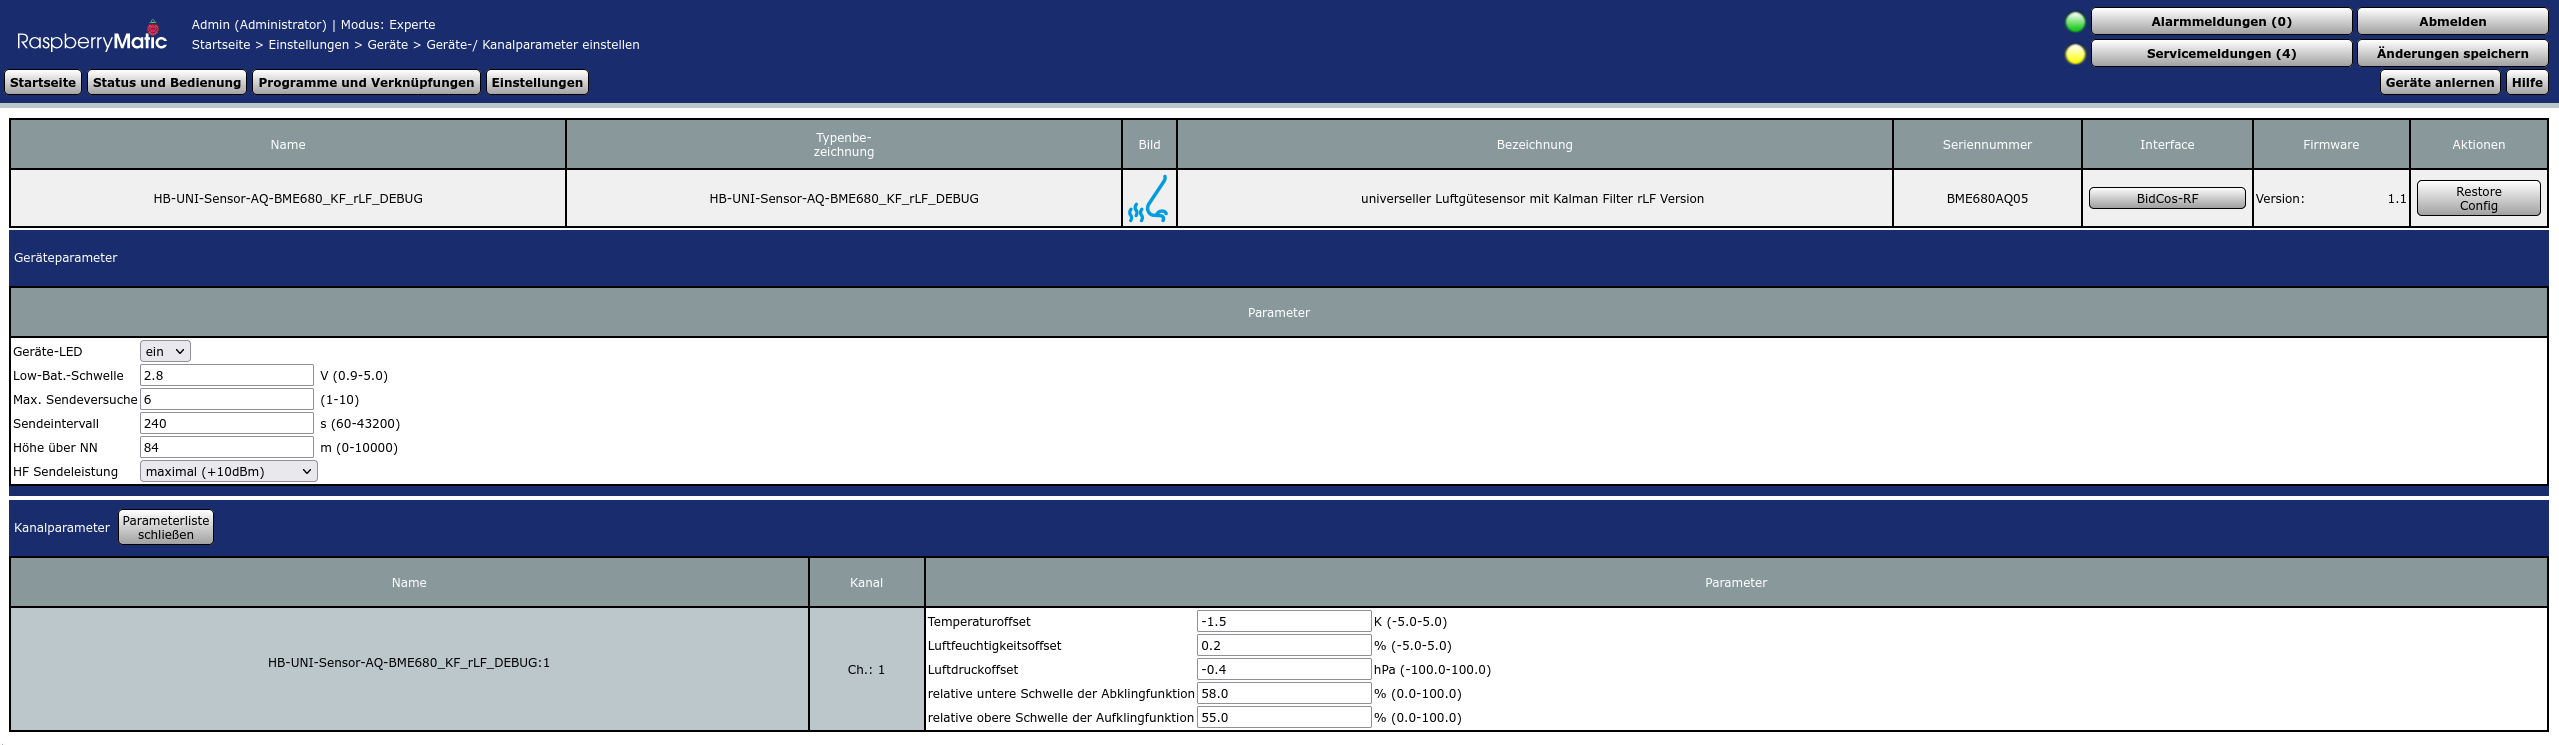 RaspberryMatic
Admin (Administrator) | Modus: Experte
Startseite > Einstellungen > Geräte > Geräte-/ Kanalparameter einstellen
Alarmmeldungen (0)
Abmelden
Servicemeldungen (4)
Änderungen speichern
Startseite
Status und Bedienung
Programme und Verknüpfungen
Einstellungen
Geräte anlernen
Hilfe
Name
Typenbe-
zeichnung
Bild
Bezeichnung
Seriennummer
Interface
Firmware
Aktionen
HB-UNI-Sensor-AQ-BME680_KF_rLF_DEBUG
HB-UNI-Sensor-AQ-BME680_KF_rLF_DEBUG
universeller Luftgütesensor mit Kalman Filter rLF Version
BME680AQ05
BidCos-RF
Version: 1.1
Restore
Config
Geräteparameter
Parameter
Geräte-LED ein
Low-Bat.-Schwelle 2.8 V (0.9-5.0)
Max. Sendeversuche 6 (1-10)
Sendeintervall 240 s (60-43200)
Höhe über NN 84 m (0-10000)
HF Sendeleistung maximal (+10dBm)
Kanalparameter
Parameterliste
schließen
Name
Kanal
Parameter
HB-UNI-Sensor-AQ-BME680_KF_rLF_DEBUG:1
Ch.: 1
Temperaturoffset -1.5 K (-5.0-5.0)
Luftfeuchtigkeitsoffset 0.2 % (-5.0-5.0)
Luftdruckoffset -0.4 hPa (-100.0-100.0)
relative untere Schwelle der Abklingfunktion 58.0 % (0.0-100.0)
relative obere Schwelle der Aufklingfunktion 55.0 % (0.0-100.0)